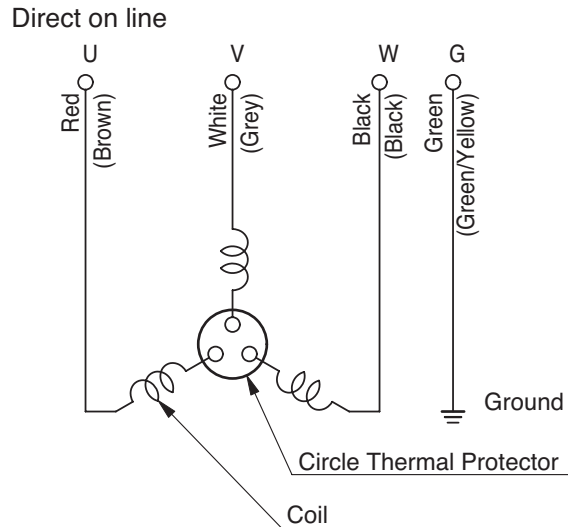 Direct on line
U V W G
Red
(Brown)
White
(Grey)
Black
(Black)
Green
(Green/Yellow)
Ground
Circle Thermal Protector
Coil